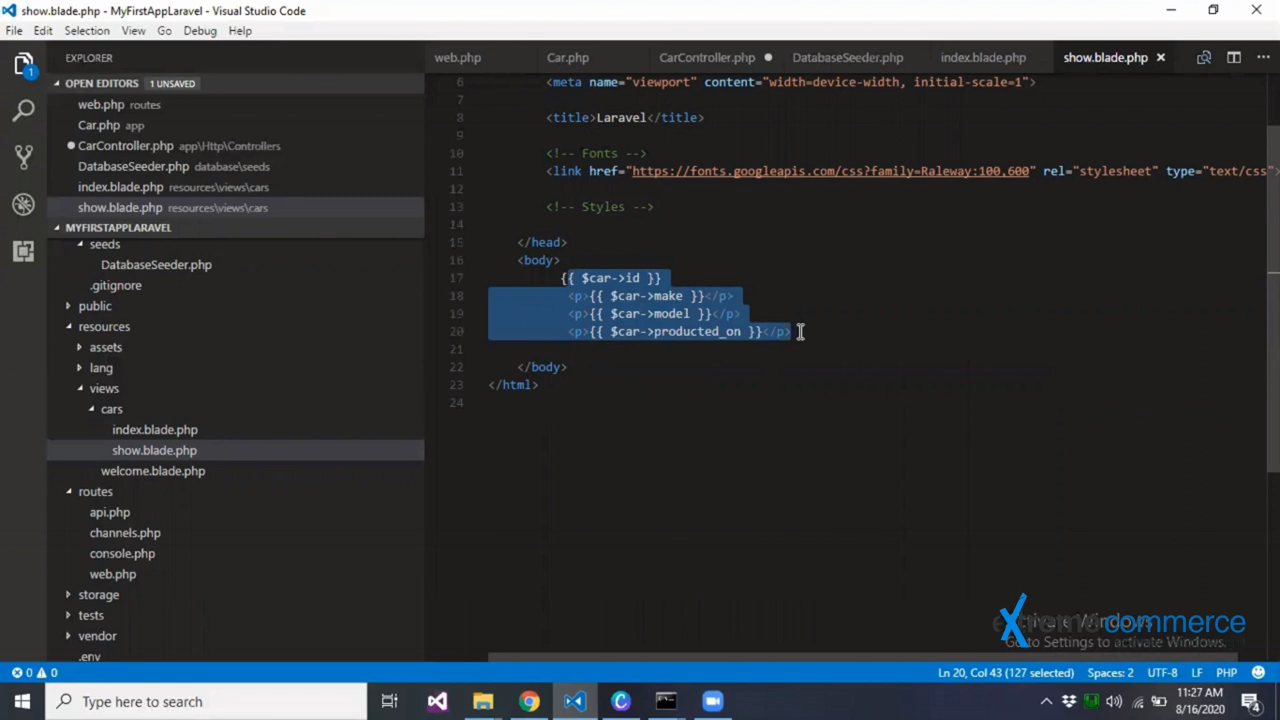 show.blade.php - MyFirstAppLaravel - Visual Studio Code
File Edit Selection View Go Debug Help
EXPLORER
OPEN EDITORS 1 UNSAVED
web.php routes
Car.php app
CarController.php app\Http\Controllers
DatabaseSeeder.php database\seeds
index.blade.php resources\views\cars
show.blade.php resources\views\cars
MYFIRSTAPPLARAVEL
seeds
DatabaseSeeder.php
.gitignore
public
resources
assets
lang
views
cars
index.blade.php
show.blade.php
welcome.blade.php
routes
api.php
channels.php
console.php
web.php
storage
tests
vendor
.env
web.php Car.php CarController.php DatabaseSeeder.php index.blade.php show.blade.php
6 <meta name="viewport" content="width=device-width, initial-scale=1">
7
8 <title>Laravel</title>
9
10 <!-- Fonts -->
11 <link href="https://fonts.googleapis.com/css?family=Raleway:100,600" rel="stylesheet" type="text/css">
12
13 <!-- Styles -->
14
15 </head>
16 <body>
17 {{ $car->id }}
18 <p>{{ $car->make }}</p>
19 <p>{{ $car->model }}</p>
20 <p>{{ $car->producted_on }}</p>
21
22 </body>
23 </html>
24
Activate Windows
Go to Settings to activate Windows.
Xtremecommerce
0 0 Ln 20, Col 43 (127 selected) Spaces: 2 UTF-8 LF PHP
Type here to search
11:27 AM
8/16/2020
4
1